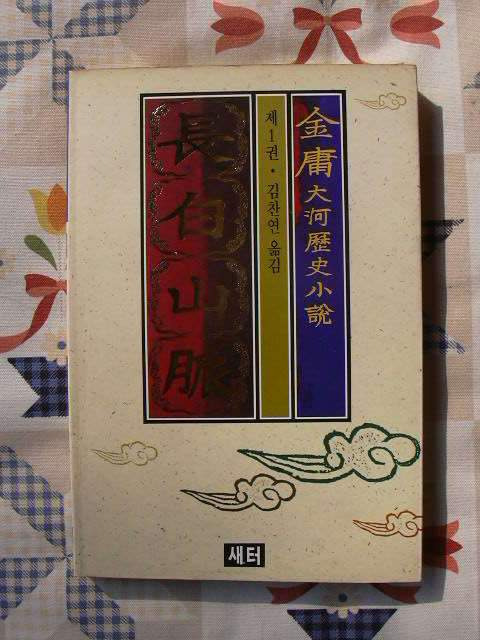 金庸 大河歷史小說
제1권 · 김찬연 옮김
長白山脈
새터